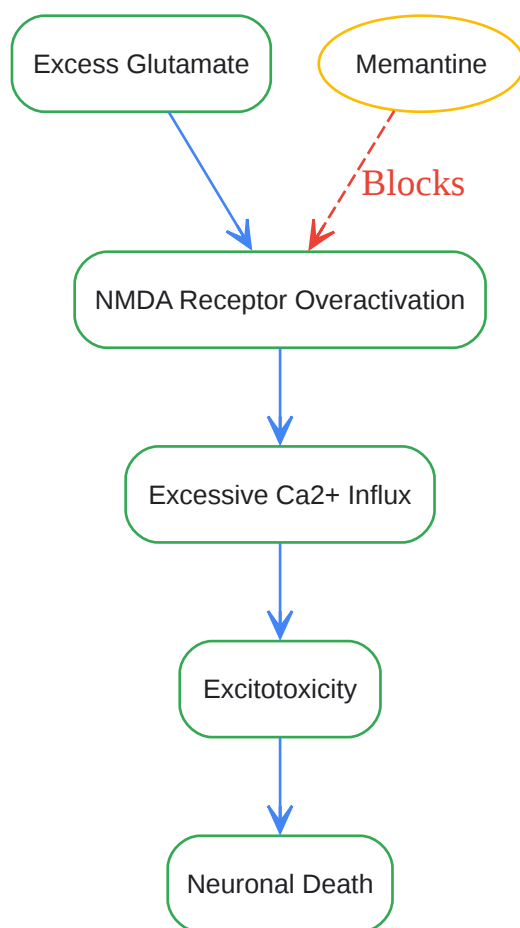 Excess Glutamate
Memantine
Blocks
NMDA Receptor Overactivation
Excessive Ca2+ Influx
Excitotoxicity
Neuronal Death